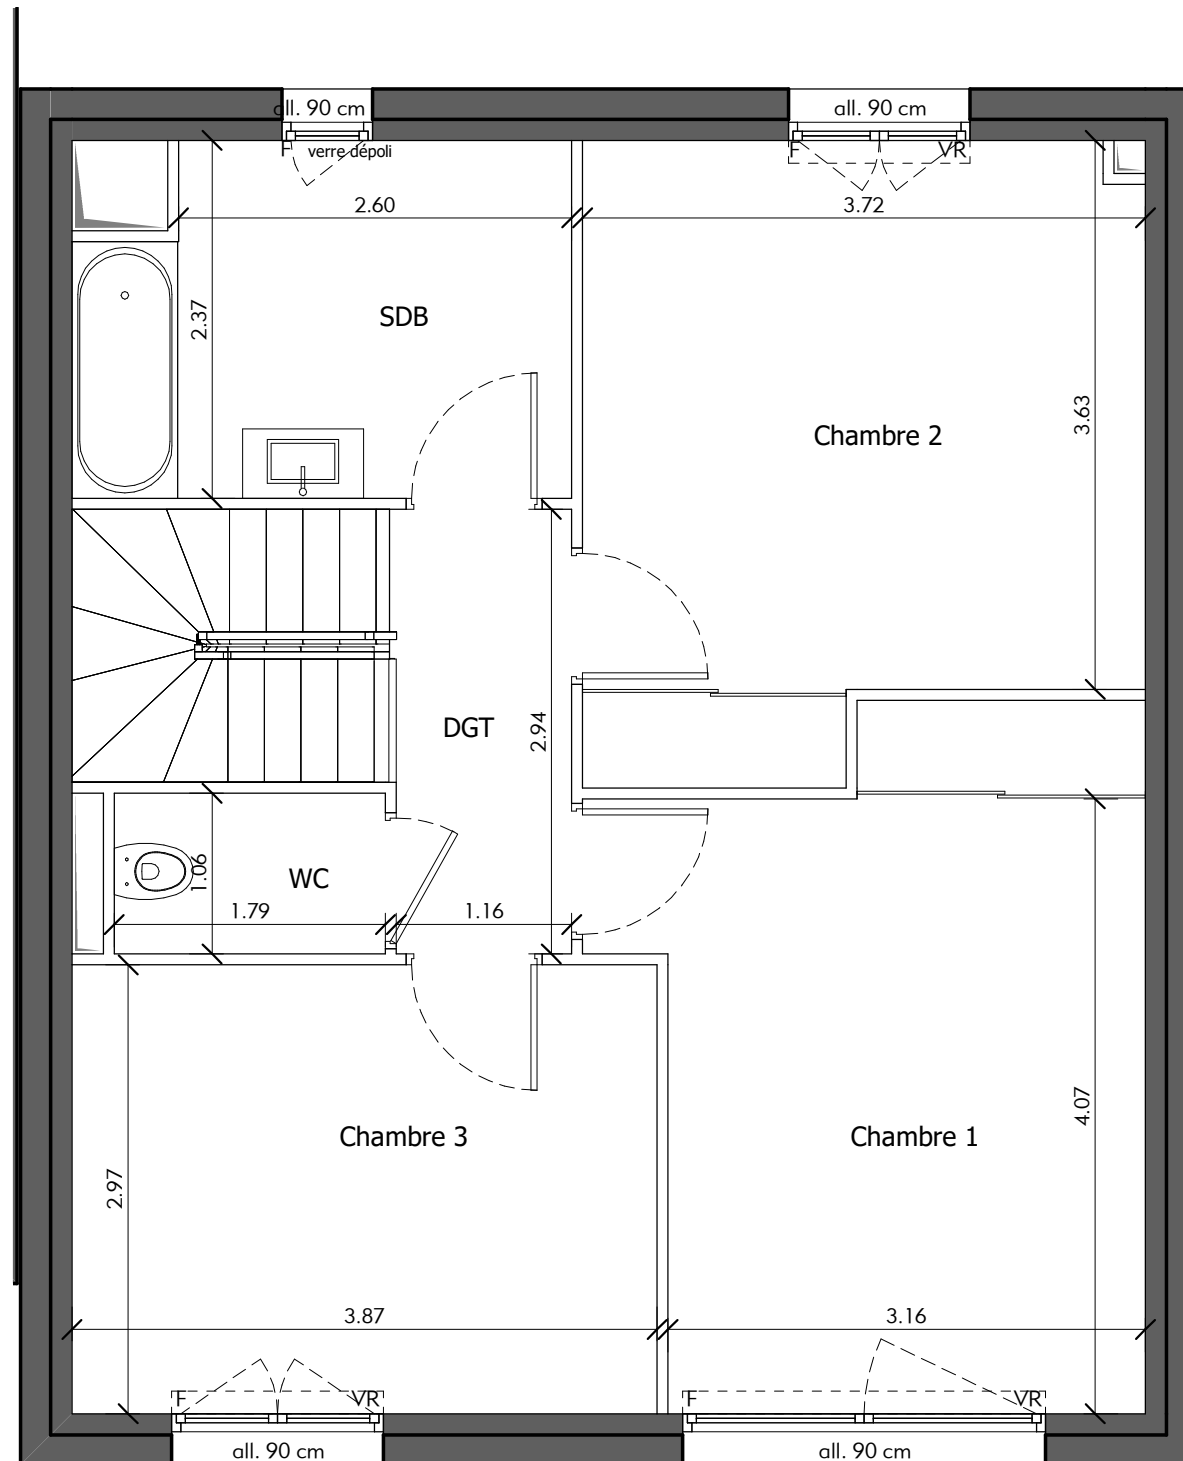 all. 90 cm
all. 90 cm
F
verre dépoli
F
VR
2.60
3.72
2.37
SDB
3.63
Chambre 2
DGT
2.94
1.06
WC
1.79
1.16
Chambre 3
Chambre 1
4.07
2.97
3.87
3.16
F
VR
F
VR
all. 90 cm
all. 90 cm